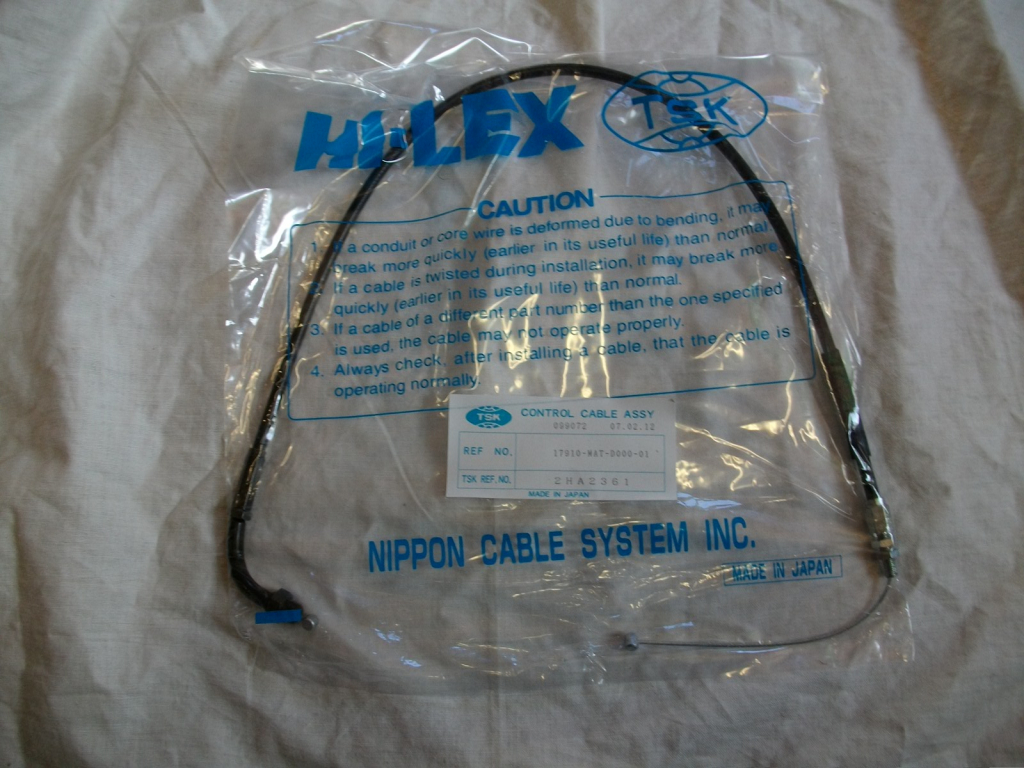 HI-LEX TSK
CAUTION
1. If a conduit or core wire is deformed due to bending, it may
break more quickly (earlier in its useful life) than normal.
2. If a cable is twisted during installation, it may break more
quickly (earlier in its useful life) than normal.
3. If a cable of a different part number than the one specified
is used, the cable may not operate properly.
4. Always check, after installing a cable, that the cable is
operating normally.
TSK CONTROL CABLE ASSY
099072 07.02.12
REF NO. 17910-WAT-D000-01
TSK REF.NO. 2HA2361
MADE IN JAPAN
NIPPON CABLE SYSTEM INC.
MADE IN JAPAN